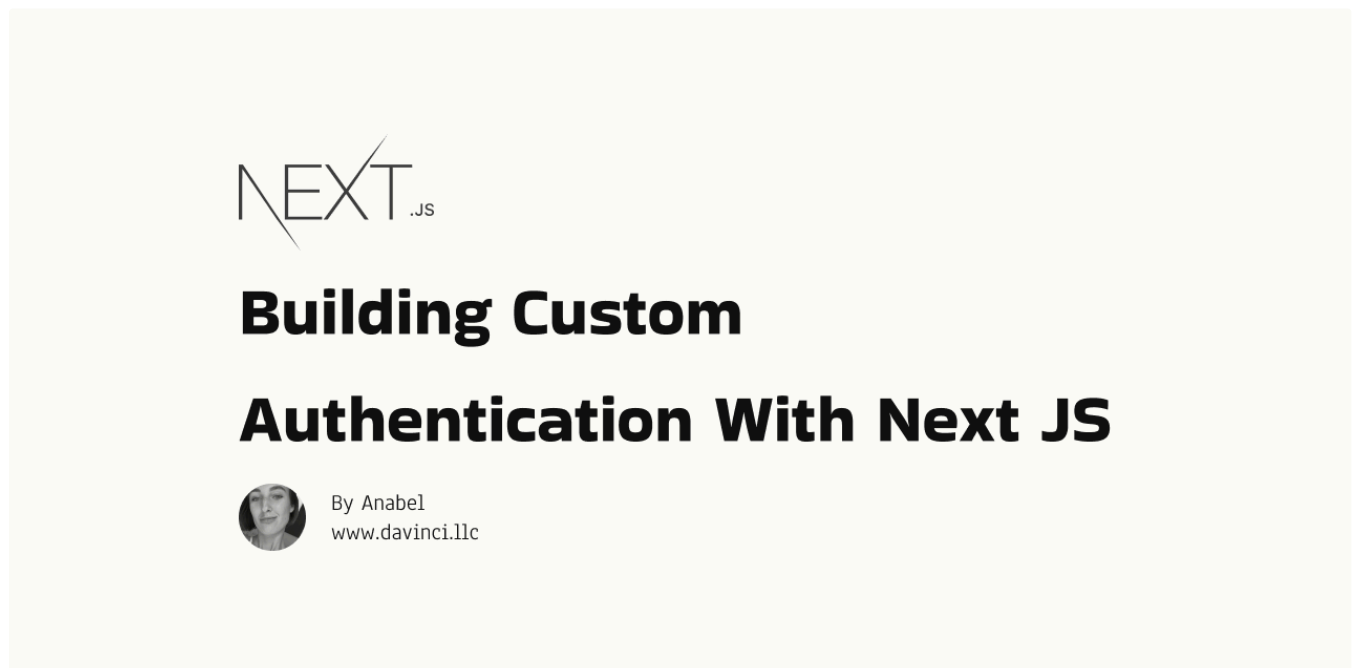 NEXT.JS
Building Custom
Authentication With Next JS
By Anabel
www.davinci.llc